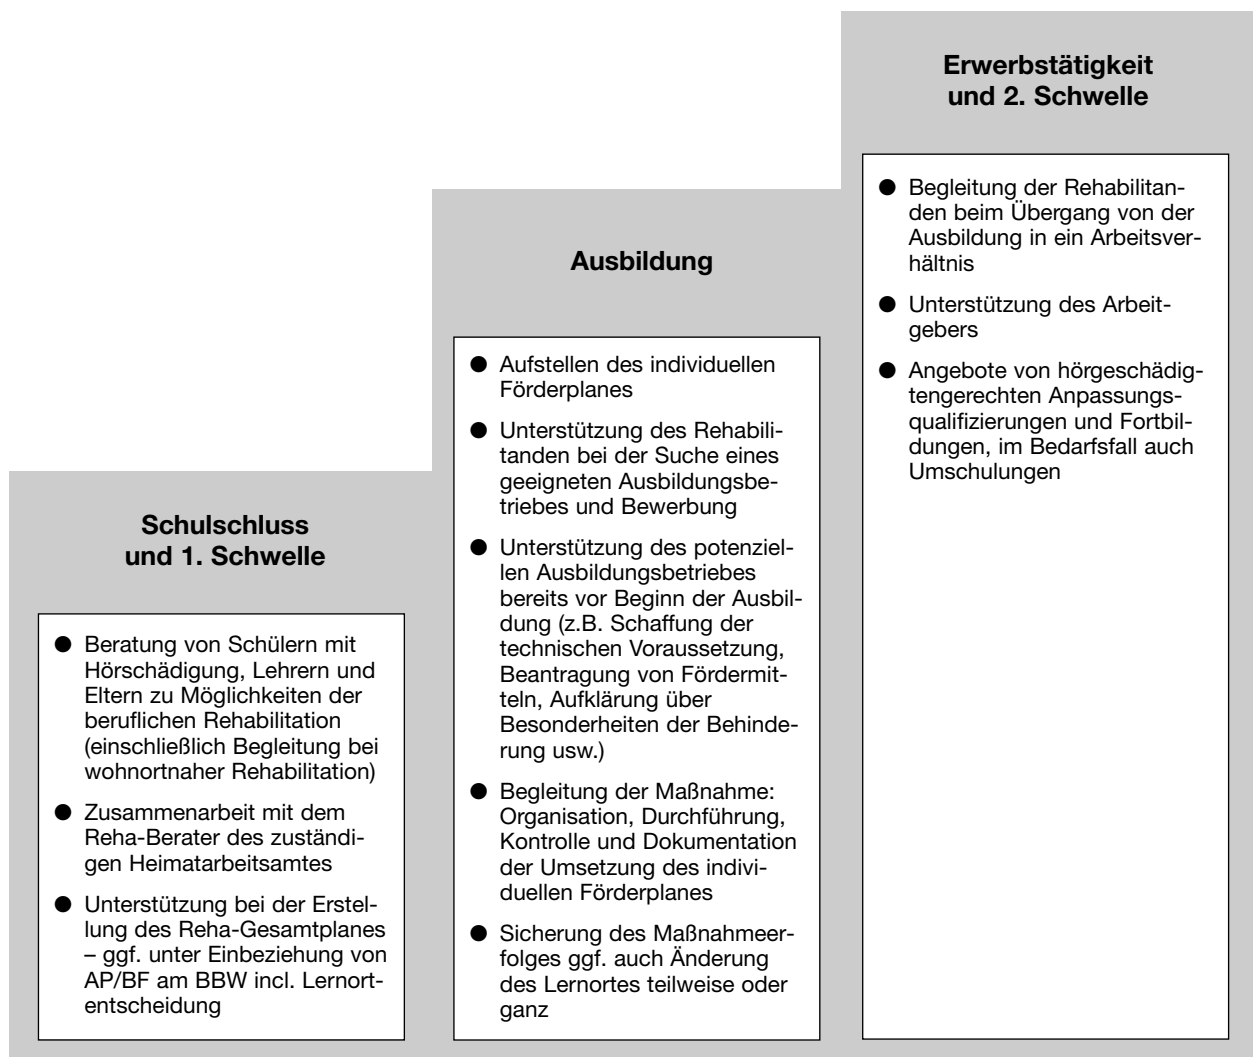 Schulschluss
und 1. Schwelle
● Beratung von Schülern mit
Hörschädigung, Lehrern und
Eltern zu Möglichkeiten der
beruflichen Rehabilitation
(einschließlich Begleitung bei
wohnortnaher Rehabilitation)
● Zusammenarbeit mit dem
Reha-Berater des zuständi-
gen Heimatarbeitsamtes
● Unterstützung bei der Erstel-
lung des Reha-Gesamtplanes
– ggf. unter Einbeziehung von
AP/BF am BBW incl. Lernort-
entscheidung
Ausbildung
● Aufstellen des individuellen
Förderplanes
● Unterstützung des Rehabili-
tanden bei der Suche eines
geeigneten Ausbildungsbe-
triebes und Bewerbung
● Unterstützung des potenziel-
len Ausbildungsbetriebes
bereits vor Beginn der Ausbil-
dung (z.B. Schaffung der
technischen Voraussetzung,
Beantragung von Fördermit-
teln, Aufklärung über
Besonderheiten der Behinde-
rung usw.)
● Begleitung der Maßnahme:
Organisation, Durchführung,
Kontrolle und Dokumentation
der Umsetzung des indivi-
duellen Förderplanes
● Sicherung des Maßnahmeer-
folges ggf. auch Änderung
des Lernortes teilweise oder
ganz
Erwerbstätigkeit
und 2. Schwelle
● Begleitung der Rehabilitan-
den beim Übergang von der
Ausbildung in ein Arbeitsver-
hältnis
● Unterstützung des Arbeit-
gebers
● Angebote von hörgeschädig-
tengerechten Anpassungs-
qualifizierungen und Fortbil-
dungen, im Bedarfsfall auch
Umschulungen